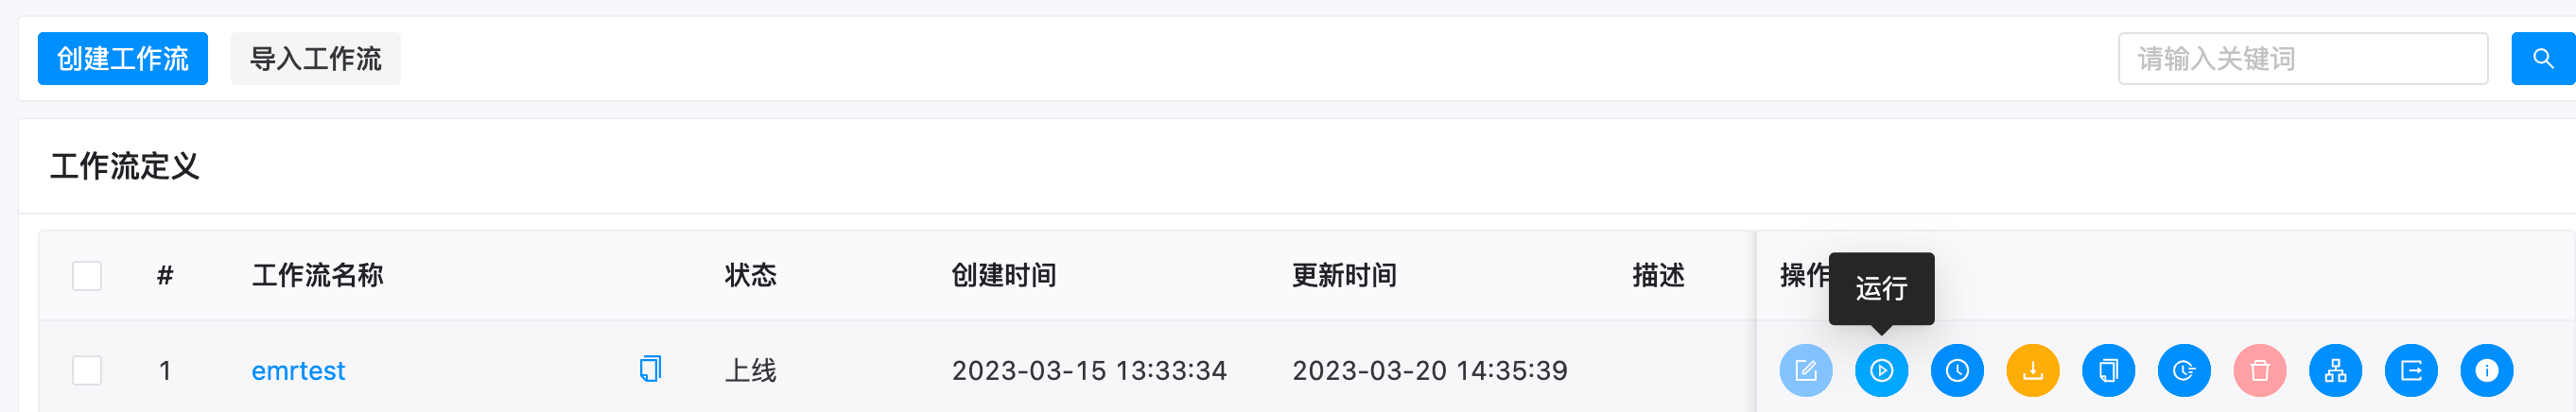 创建工作流 导入工作流 请输入关键词
工作流定义
# 工作流名称 状态 创建时间 更新时间 描述 操作
运行
1 emrtest 上线 2023-03-15 13:33:34 2023-03-20 14:35:39